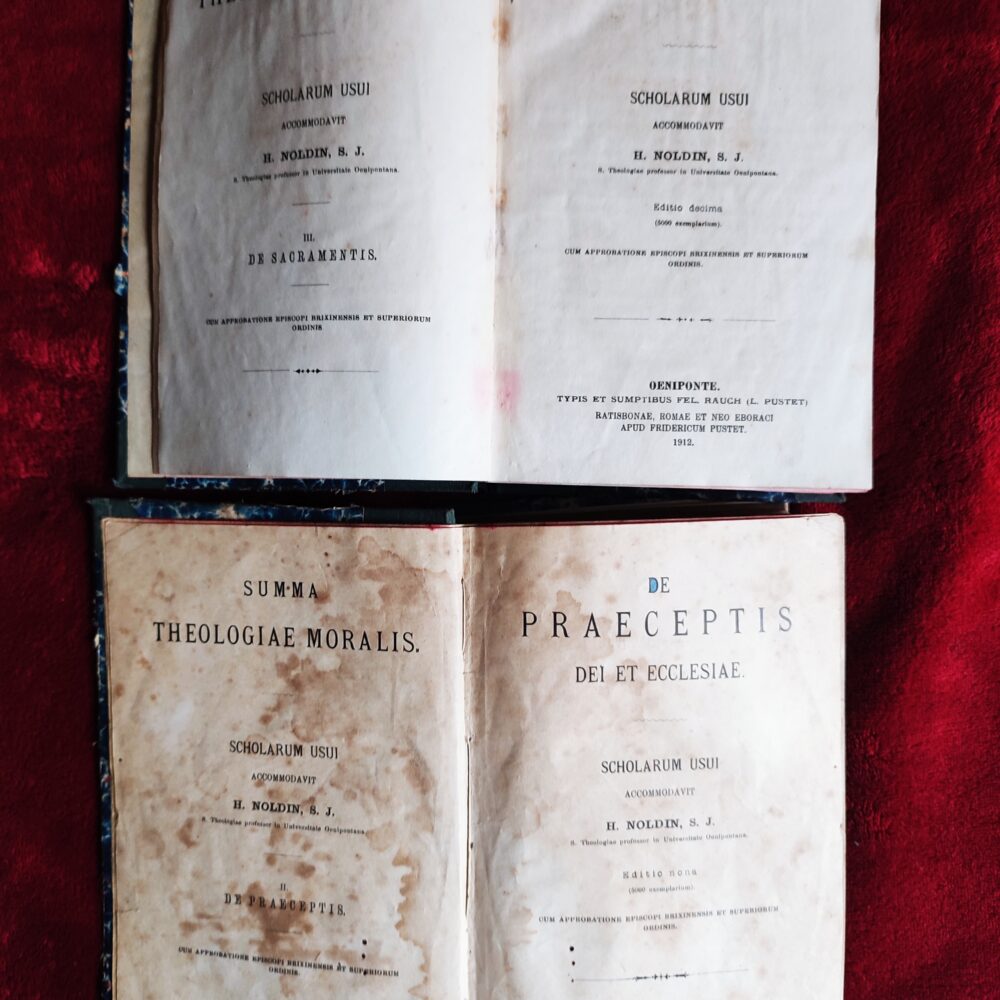 SCHOLARUM USUI
ACCOMMODAVIT
H. NOLDIN, S. J.
S. Theologiae professor in Universitate Oenipontana.
III.
DE SACRAMENTIS.
CUM APPROBATIONE EPISCOPI BRIXINENSIS ET SUPERIORUM
ORDINIS
SCHOLARUM USUI
ACCOMMODAVIT
H. NOLDIN, S. J.
S. Theologiae professor in Universitate Oenipontana.
Editio decima
(5000 exemplarium).
CUM APPROBATIONE EPISCOPI BRIXINENSIS ET SUPERIORUM
ORDINIS.
OENIPONTE.
TYPIS ET SUMPTIBUS FEL. RAUCH (L. PUSTET)
RATISBONAE, ROMAE ET NEO EBORACI
APUD FRIDERICUM PUSTET.
1912.
SUMMA
THEOLOGIAE MORALIS.
SCHOLARUM USUI
ACCOMMODAVIT
H. NOLDIN, S. J.
S. Theologiae professor in Universitate Oenipontana.
II.
DE PRAECEPTIS.
CUM APPROBATIONE EPISCOPI BRIXINENSIS ET SUPERIORUM
ORDINIS.
DE
PRAECEPTIS
DEI ET ECCLESIAE.
SCHOLARUM USUI
ACCOMMODAVIT
H. NOLDIN, S. J.
S. Theologiae professor in Universitate Oenipontana.
Editio nona
(5000 exemplarium).
CUM APPROBATIONE EPISCOPI BRIXINENSIS ET SUPERIORUM
ORDINIS.